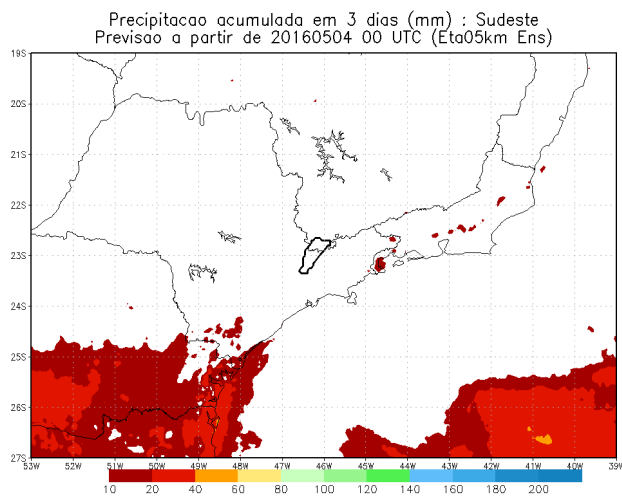 Precipitacao acumulada em 3 dias (mm) : Sudeste
Previsao a partir de 20160504 00 UTC (Eta05km Ens)
19S
20S
21S
22S
23S
24S
25S
26S
27S
53W 52W 51W 50W 49W 48W 47W 46W 45W 44W 43W 42W 41W 40W 39W
10 20 40 60 80 100 120 140 160 180 200